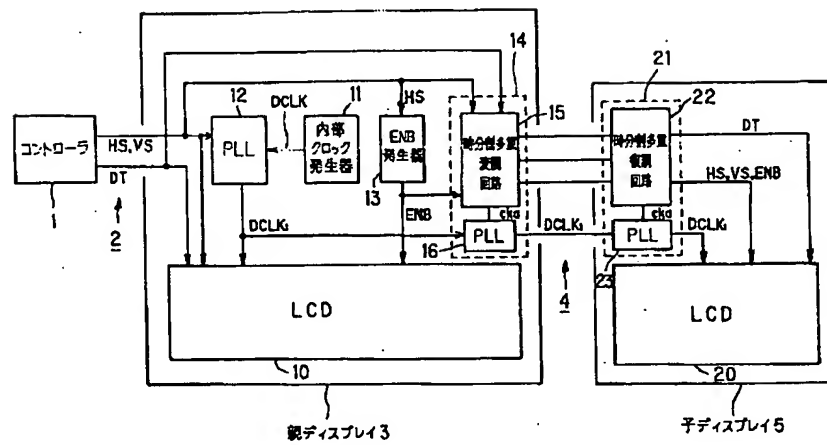 14
21
12
11
15
22
コントローラ
HS,VS
DT
PLL
DCLK
内部
クロック
発生器
HS
ENB
発生器
13
時分割多重
変調
回路
時分割多重
復調
回路
DT
HS,VS,ENB
1
2
ENB
cka
cka
DCLK₁
16
PLL
DCLK₁
PLL
DCLK₁
23
4
LCD
10
LCD
20
親ディスプレイ3
子ディスプレイ5